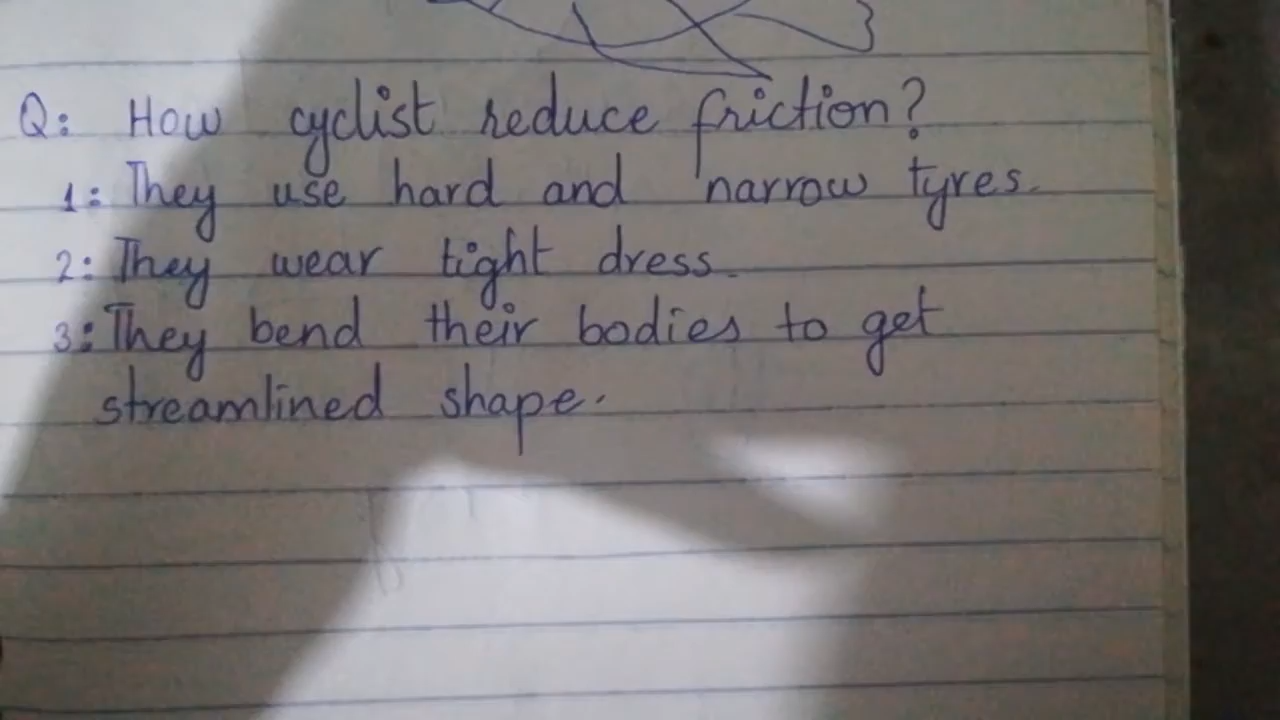 Q: How cyclist reduce friction?
1: They use hard and narrow tyres.
2: They wear tight dress.
3: They bend their bodies to get
streamlined shape.